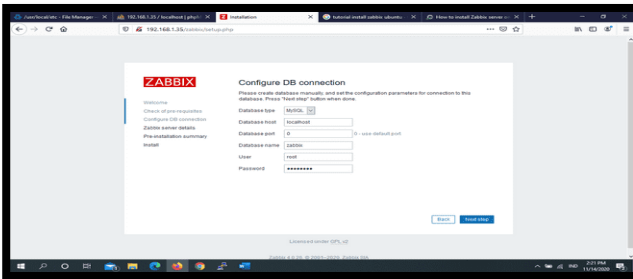 /usr/local/etc - File Manager
192.168.1.35 / localhost | php
Installation
tutorial install zabbix ubuntu
How to install Zabbix server
192.168.1.35/zabbix/setup.php
ZABBIX
Welcome
Check of pre-requisites
Configure DB connection
Zabbix server details
Pre-installation summary
Install
Configure DB connection
Please create database manually, and set the configuration parameters for connection to this
database. Press "Next step" button when done.
Database type MySQL
Database host localhost
Database port 0 0 - use default port
Database name zabbix
User root
Password ●●●●●●●●
Back Next step
Licensed under GPL v2
2:21 PM
11/14/2020